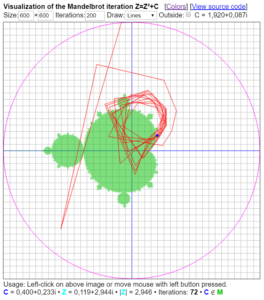 Visualization of the Mandelbrot iteration Z=Z²+C [Colors] [View source code]
Size: 600 × 600 Iterations: 200 Draw: Lines Outside: C = 1,920+0,087i
Usage: Left-click on above image or move mouse with left button pressed.
C = 0,400+0,233i • Z = 0,119+2,944i • |Z| = 2,946 • Iterations: 72 • C ∉ M